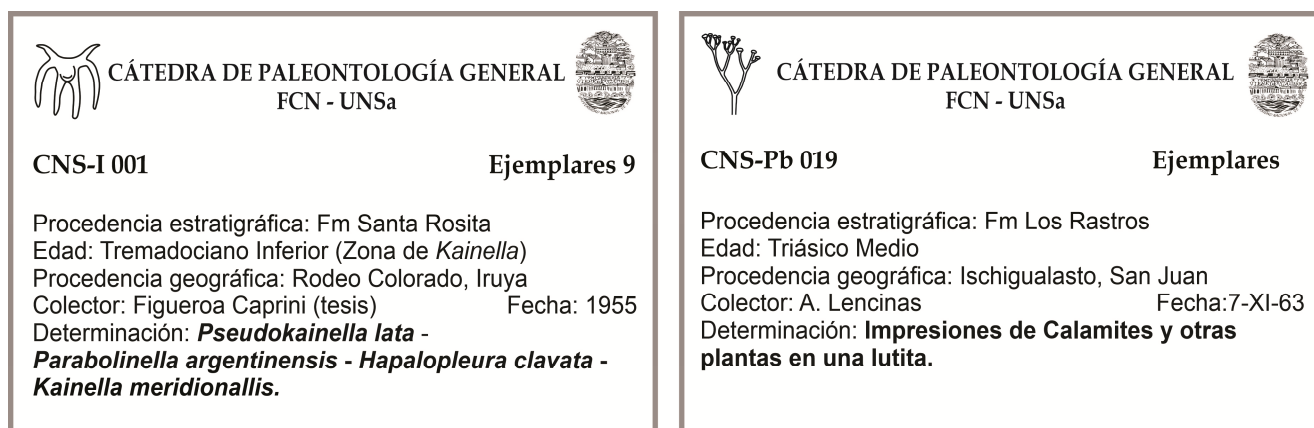 CÁTEDRA DE PALEONTOLOGÍA GENERAL
FCN - UNSa
CNS-I 001 Ejemplares 9
Procedencia estratigráfica: Fm Santa Rosita
Edad: Tremadociano Inferior (Zona de Kainella)
Procedencia geográfica: Rodeo Colorado, Iruya
Colector: Figueroa Caprini (tesis) Fecha: 1955
Determinación: Pseudokainella lata -
Parabolinella argentinensis - Hapalopleura clavata -
Kainella meridionallis.
CÁTEDRA DE PALEONTOLOGÍA GENERAL
FCN - UNSa
CNS-Pb 019 Ejemplares
Procedencia estratigráfica: Fm Los Rastros
Edad: Triásico Medio
Procedencia geográfica: Ischigualasto, San Juan
Colector: A. Lencinas Fecha:7-XI-63
Determinación: Impresiones de Calamites y otras
plantas en una lutita.